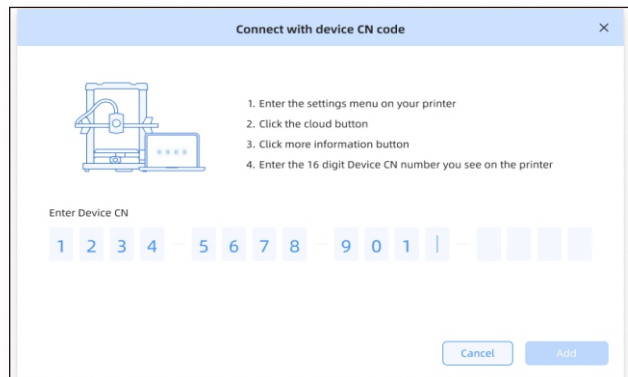 Connect with device CN code
1. Enter the settings menu on your printer
2. Click the cloud button
3. Click more information button
4. Enter the 16 digit Device CN number you see on the printer
Enter Device CN
1 2 3 4 - 5 6 7 8 - 9 0 1 -
Cancel Add